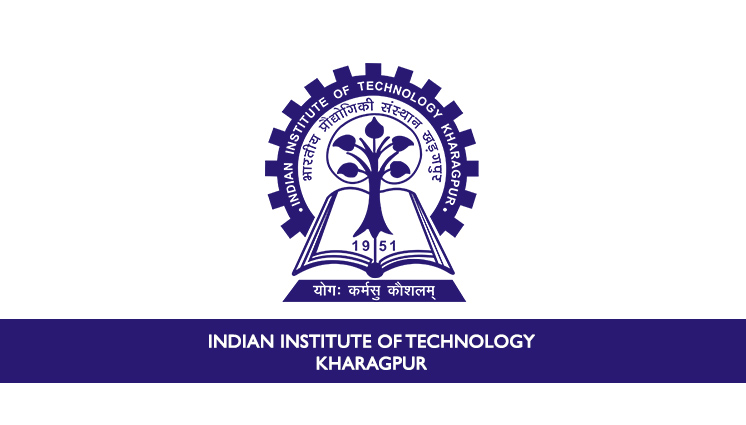 • INDIAN INSTITUTE OF TECHNOLOGY KHARAGPUR •
भारतीय प्रौद्योगिकी संस्थान खड़गपुर
1951
योगः कर्मसु कौशलम्
INDIAN INSTITUTE OF TECHNOLOGY
KHARAGPUR